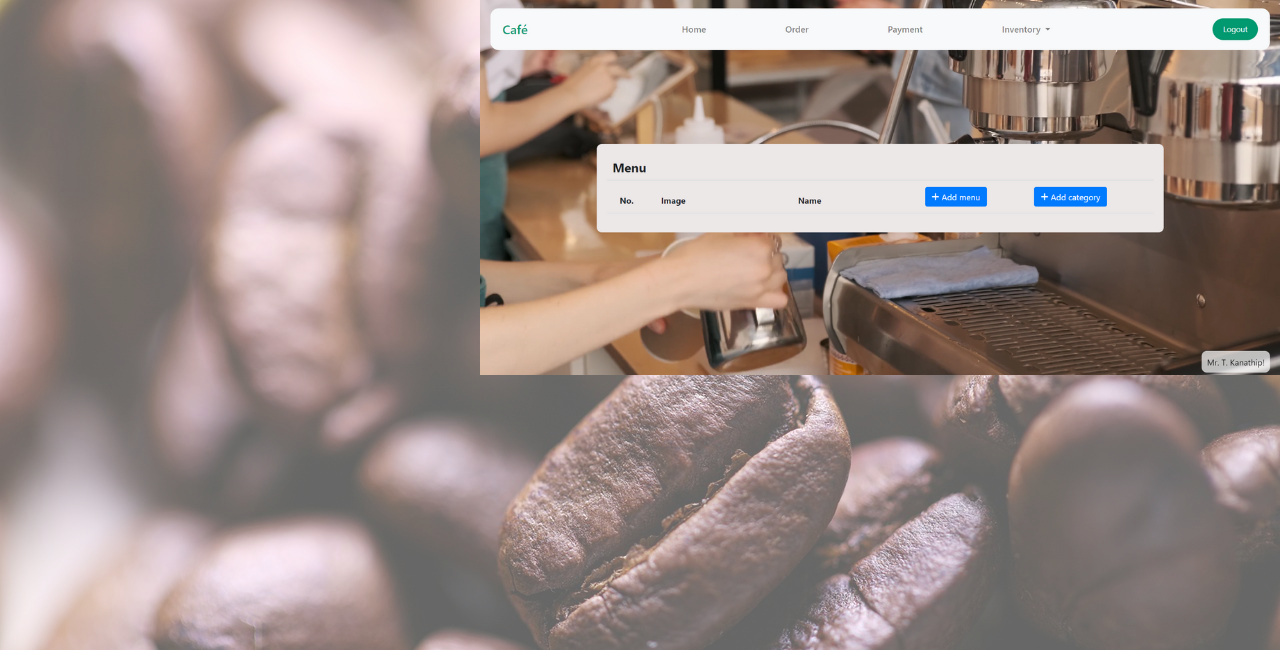 Café Home Order Payment Inventory Logout
Menu
No. Image Name + Add menu + Add category
Mr. T. Kanathip!